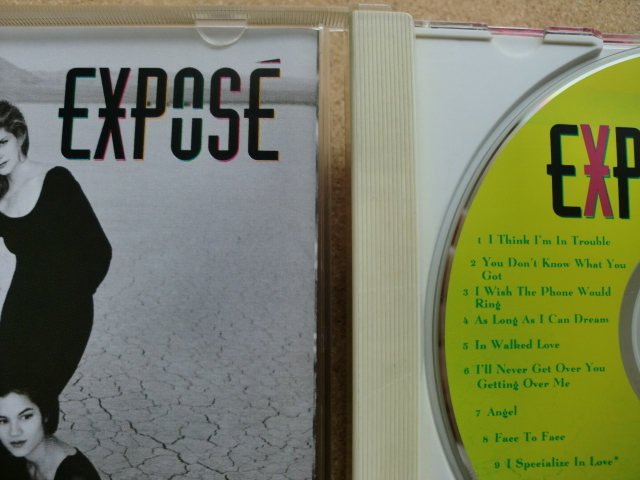 EXPOSÉ
EXP
1 I Think I'm In Trouble
2 You Don't Know What You
Got
3 I Wish The Phone Would
Ring
4 As Long As I Can Dream
5 In Walked Love
6 I'll Never Get Over You
Getting Over Me
7 Angel
8 Face To Face
9 I Specialize In Love*